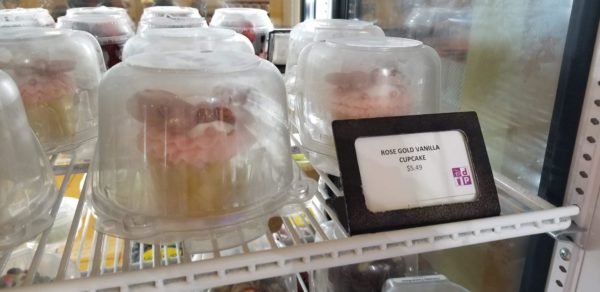 ROSE GOLD VANILLA
CUPCAKE
$5.49